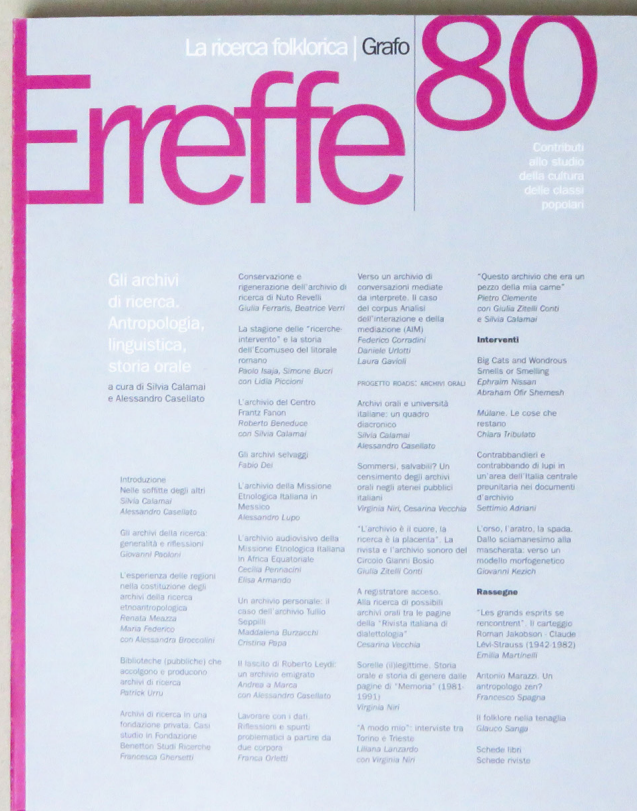 La ricerca folklorica | Grafo
Erreffe
80
Contributi
allo studio
della cultura
delle classi
popolari
Gli archivi
di ricerca.
Antropologia,
linguistica,
storia orale
a cura di Silvia Calamai
e Alessandro Casellato
Introduzione
Nelle soffitte degli altri
Silvia Calamai
Alessandro Casellato
Gli archivi della ricerca:
generalità e riflessioni
Giovanni Paoloni
L'esperienza delle regioni
nella costituzione degli
archivi della ricerca
etnoantropologica
Renata Meazza
Maria Federico
con Alessandra Broccolini
Biblioteche (pubbliche) che
accolgono e producono
archivi di ricerca
Patrick Urru
Archivi di ricerca in una
fondazione privata. Casi
studio in Fondazione
Benetton Studi Ricerche
Francesca Ghersetti
Conservazione e
rigenerazione dell'archivio di
ricerca di Nuto Revelli
Giulia Ferraris, Beatrice Verri
La stagione delle "ricerche-
intervento" e la storia
dell'Ecomuseo del litorale
romano
Paolo Isaja, Simone Bucri
con Lidia Piccioni
L'archivio del Centro
Frantz Fanon
Roberto Beneduce
con Silvia Calamai
Gli archivi selvaggi
Fabio Dei
L'archivio della Missione
Etnologica Italiana in
Messico
Alessandro Lupo
L'archivio audiovisivo della
Missione Etnologica Italiana
in Africa Equatoriale
Cecilia Pennacini
Elisa Armando
Un archivio personale: il
caso dell'archivio Tullio
Seppilli
Maddalena Burzacchi
Cristina Papa
Il lascito di Roberto Leydi:
un archivio emigrato
Andrea a Marca
con Alessandro Casellato
Lavorare con i dati.
Riflessioni e spunti
problematici a partire da
due corpora
Franca Orletti
Verso un archivio di
conversazioni mediate
da interprete. Il caso
del corpus Analisi
dell'interazione e della
mediazione (AIM)
Federico Corradini
Daniele Urlotti
Laura Gavioli
PROGETTO ROADS: ARCHIVI ORALI
Archivi orali e università
italiane: un quadro
diacronico
Silvia Calamai
Alessandro Casellato
Sommersi, salvabili? Un
censimento degli archivi
orali negli atenei pubblici
italiani
Virginia Niri, Cesarina Vecchia
"L'archivio è il cuore, la
ricerca è la placenta". La
rivista e l'archivio sonoro del
Circolo Gianni Bosio
Giulia Zitelli Conti
A registratore acceso.
Alla ricerca di possibili
archivi orali tra le pagine
della "Rivista italiana di
dialettologia"
Cesarina Vecchia
Sorelle (il)legittime. Storia
orale e storia di genere dalle
pagine di "Memoria" (1981-
1991)
Virginia Niri
"A modo mio": interviste tra
Torino e Trieste
Liliana Lanzardo
con Virginia Niri
"Questo archivio che era un
pezzo della mia carne"
Pietro Clemente
con Giulia Zitelli Conti
e Silvia Calamai
Interventi
Big Cats and Wondrous
Smells or Smelling
Ephraim Nissan
Abraham Ofir Shemesh
Mulane. Le cose che
restano
Chiara Tribulato
Contrabbandieri e
contrabbando di lupi in
un'area dell'Italia centrale
preunitaria nei documenti
d'archivio
Settimio Adriani
L'orso, l'aratro, la spada.
Dallo sciamanesimo alla
mascherata: verso un
modello morfogenetico
Giovanni Kezich
Rassegne
"Les grands esprits se
rencontrent". Il carteggio
Roman Jakobson - Claude
Lévi-Strauss (1942-1982)
Emilia Martinelli
Antonio Marazzi. Un
antropologo zen?
Francesco Spagna
Il folklore nella tenaglia
Glauco Sanga
Schede libri
Schede riviste